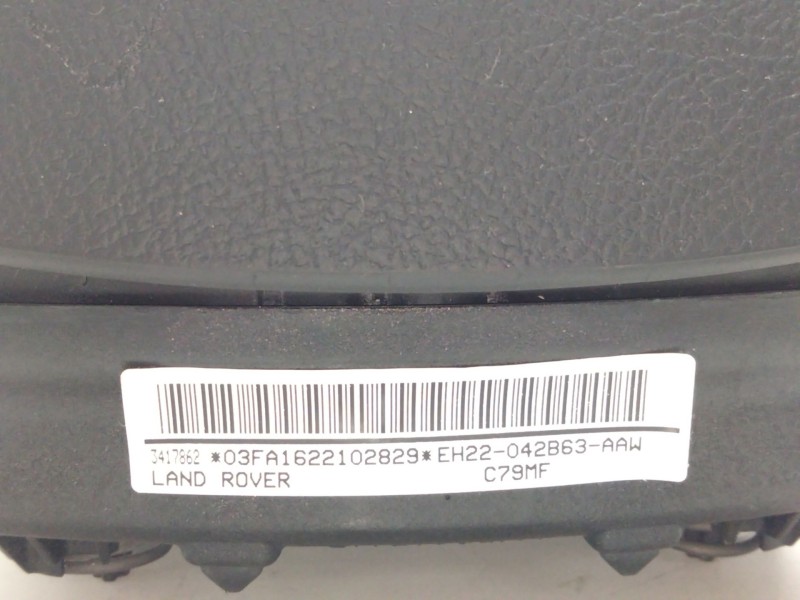 3417862 *03FA1622102829*EH22-042B63-AAW
LAND ROVER C79MF